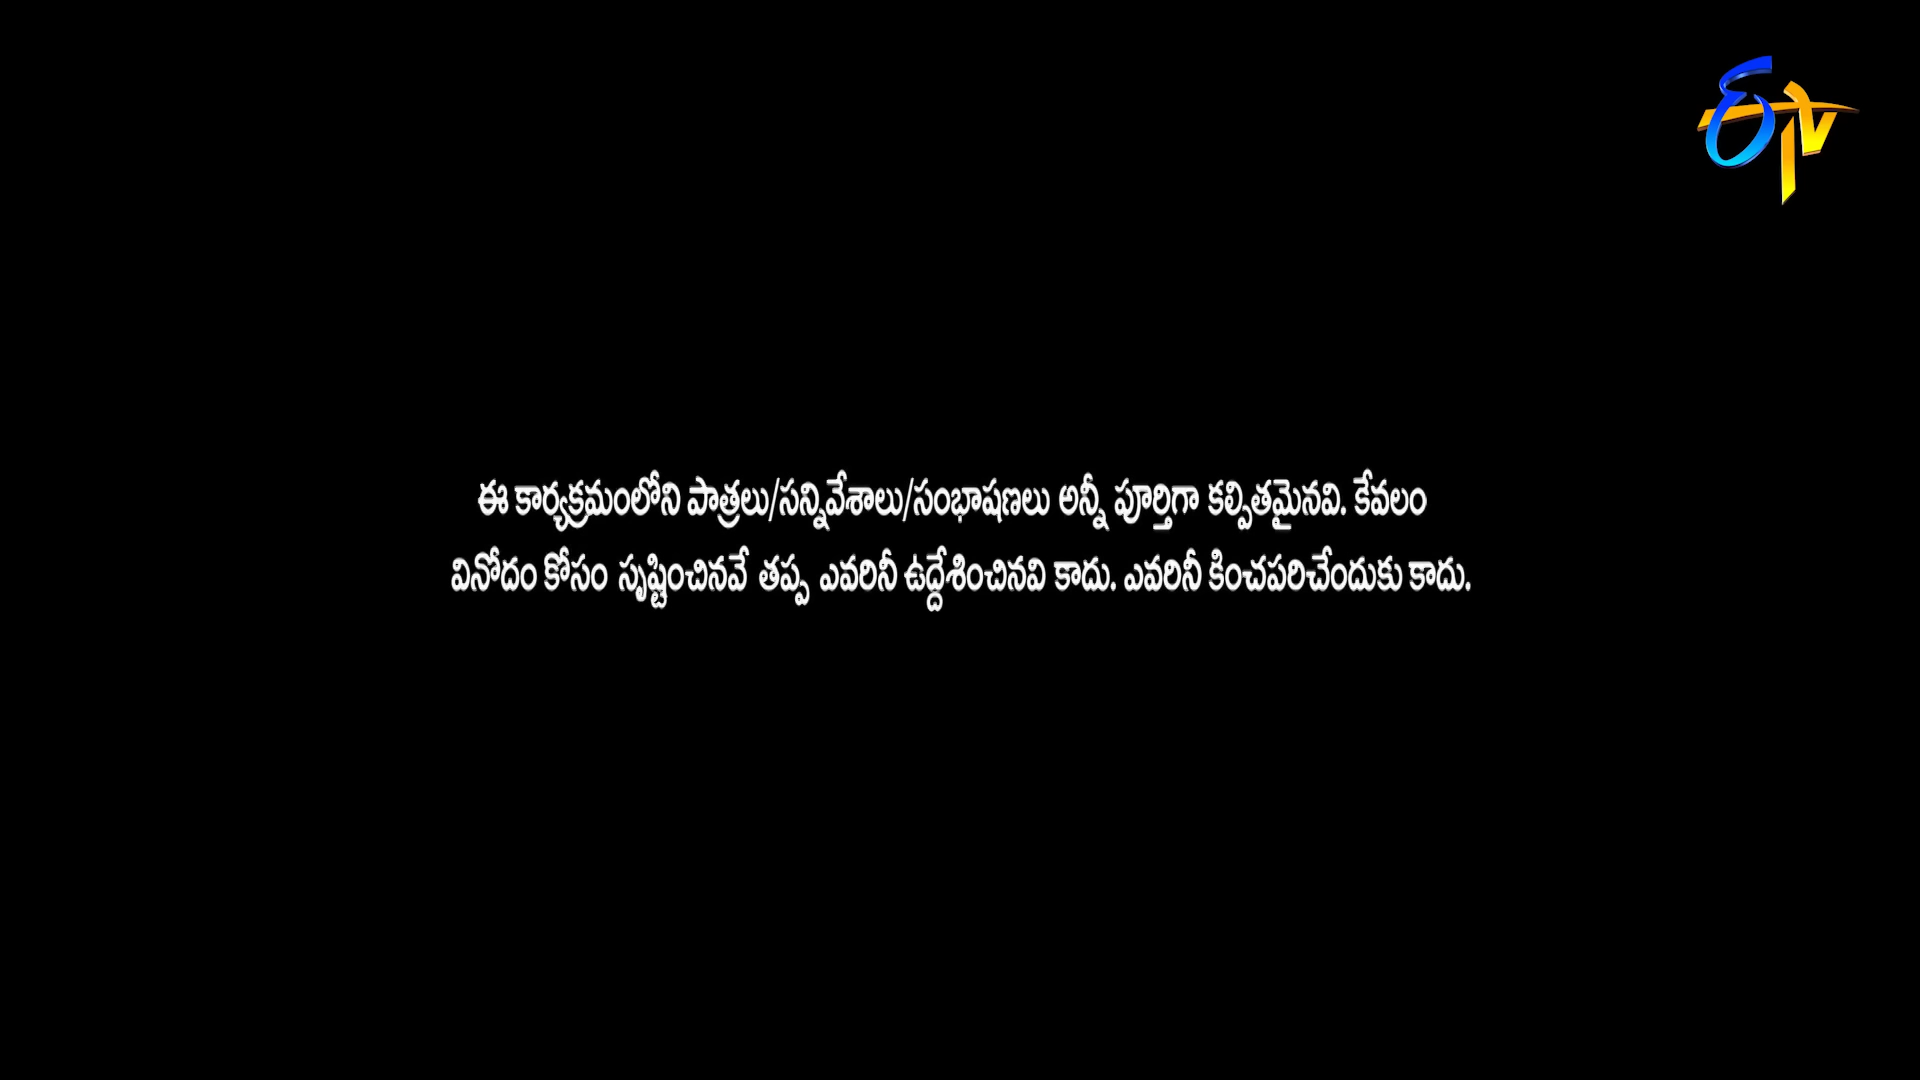 ETV
ఈ కార్యక్రమంలోని పాత్రలు/సన్నివేశాలు/సంభాషణలు అన్నీ పూర్తిగా కల్పితమైనవి. కేవలం
వినోదం కోసం సృష్టించినవే తప్ప ఎవరినీ ఉద్దేశించినవి కాదు. ఎవరినీ కించపరిచేందుకు కాదు.